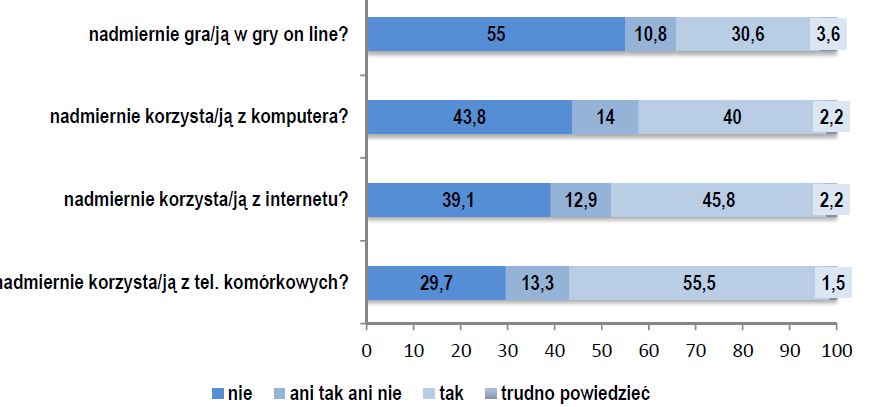 nadmiernie gra/ją w gry on line?
55 10,8 30,6 3,6
nadmiernie korzysta/ją z komputera?
43,8 14 40 2,2
nadmiernie korzysta/ją z internetu?
39,1 12,9 45,8 2,2
korzysta/ją z tel. komórkowych?
29,7 13,3 55,5 1,5
0 10 20 30 40 50 60 70 80 90 100
nie ani tak ani nie tak trudno powiedzieć